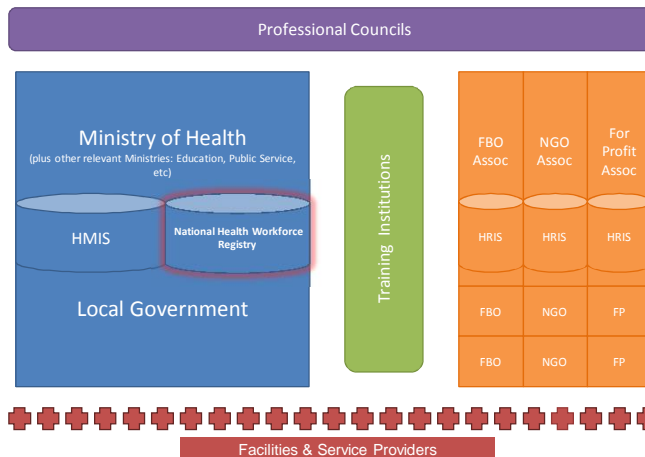 Professional Councils
Ministry of Health
(plus other relevant Ministries: Education, Public Service,
etc)
HMIS
National Health Workforce
Registry
Local Government
Training Institutions
FBO
Assoc
NGO
Assoc
For
Profit
Assoc
HRIS
HRIS
HRIS
FBO
NGO
FP
FBO
NGO
FP
Facilities & Service Providers